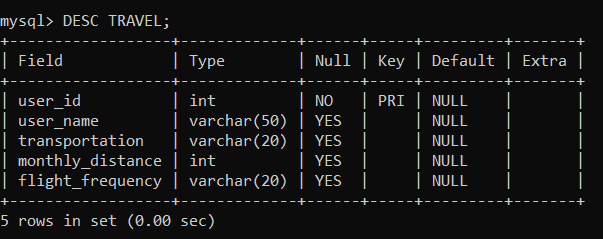 mysql> DESC TRAVEL;
+-------------------+-------------+------+-----+---------+-------+
| Field             | Type        | Null | Key | Default | Extra |
+-------------------+-------------+------+-----+---------+-------+
| user_id           | int         | NO   | PRI | NULL    |       |
| user_name         | varchar(50) | YES  |     | NULL    |       |
| transportation    | varchar(20) | YES  |     | NULL    |       |
| monthly_distance  | int         | YES  |     | NULL    |       |
| flight_frequency  | varchar(20) | YES  |     | NULL    |       |
+-------------------+-------------+------+-----+---------+-------+
5 rows in set (0.00 sec)